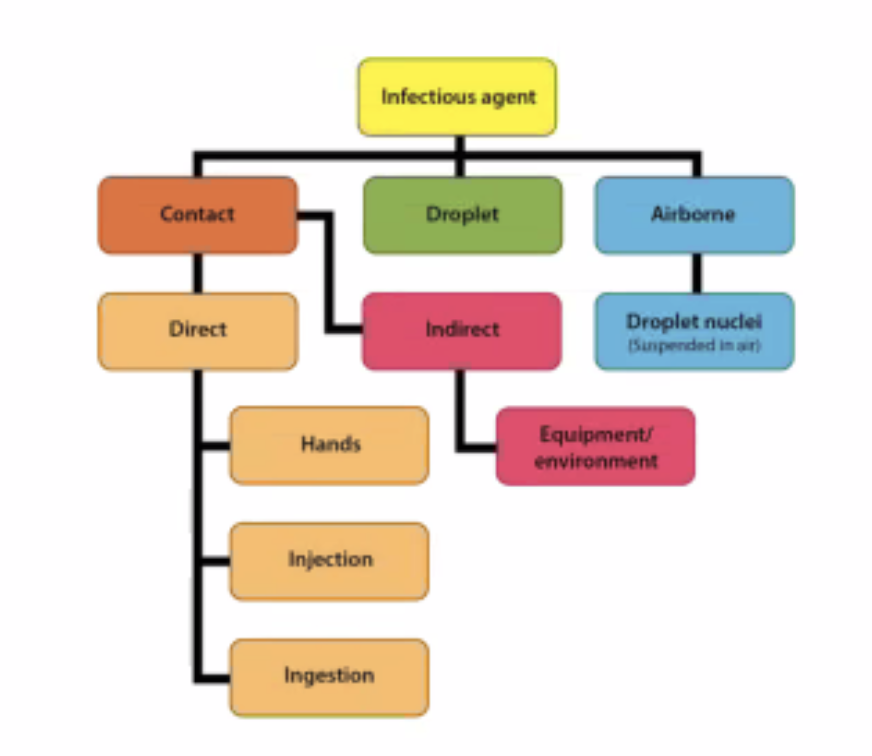 Infectious agent
Contact
Droplet
Airborne
Direct
Indirect
Droplet nuclei
(Suspended in air)
Hands
Equipment/
environment
Injection
Ingestion